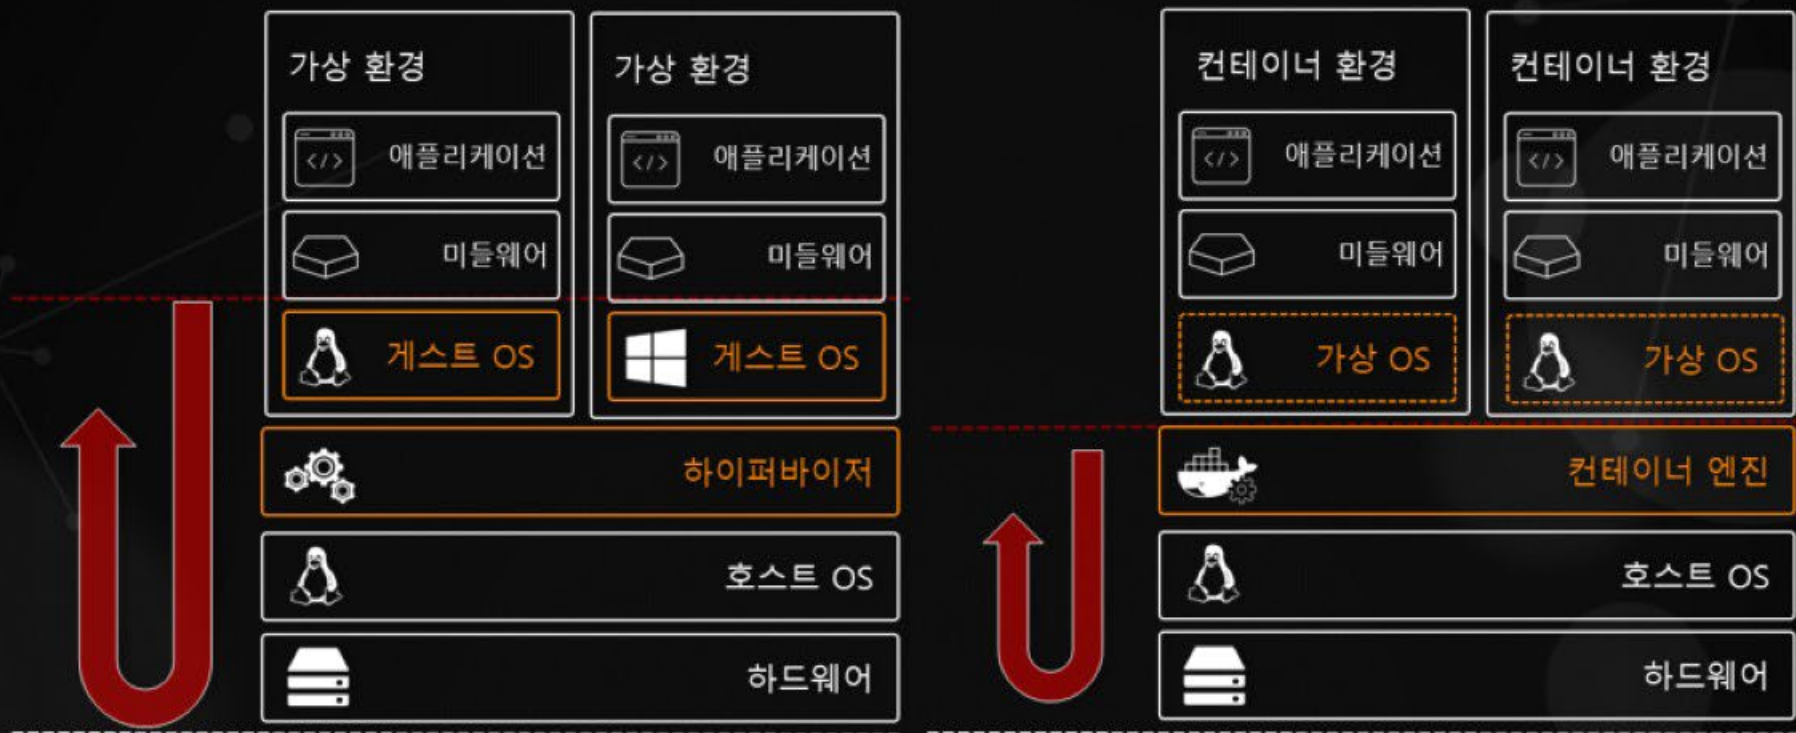 가상 환경
</>
애플리케이션
미들웨어
게스트 OS
가상 환경
</>
애플리케이션
미들웨어
게스트 OS
하이퍼바이저
호스트 OS
하드웨어
컨테이너 환경
</>
애플리케이션
미들웨어
가상 OS
컨테이너 환경
</>
애플리케이션
미들웨어
가상 OS
컨테이너 엔진
호스트 OS
하드웨어